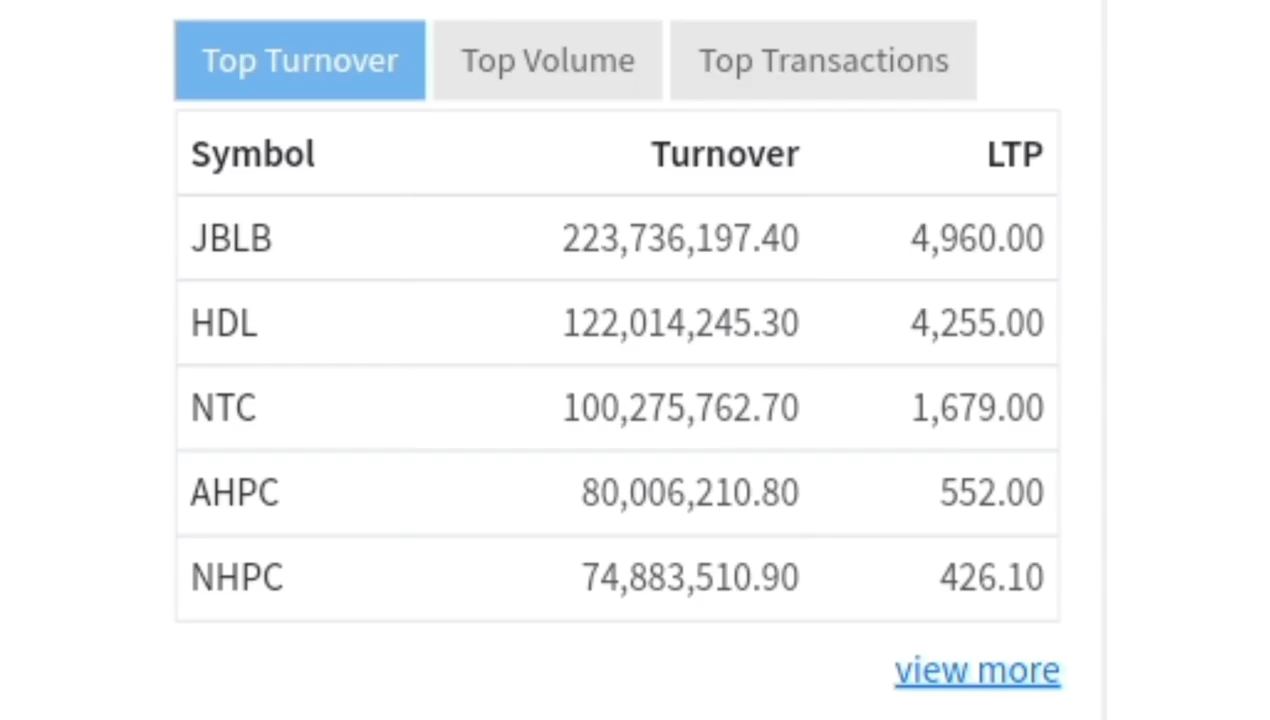 Top Turnover Top Volume Top Transactions
Symbol Turnover LTP
JBLB 223,736,197.40 4,960.00
HDL 122,014,245.30 4,255.00
NTC 100,275,762.70 1,679.00
AHPC 80,006,210.80 552.00
NHPC 74,883,510.90 426.10
view more